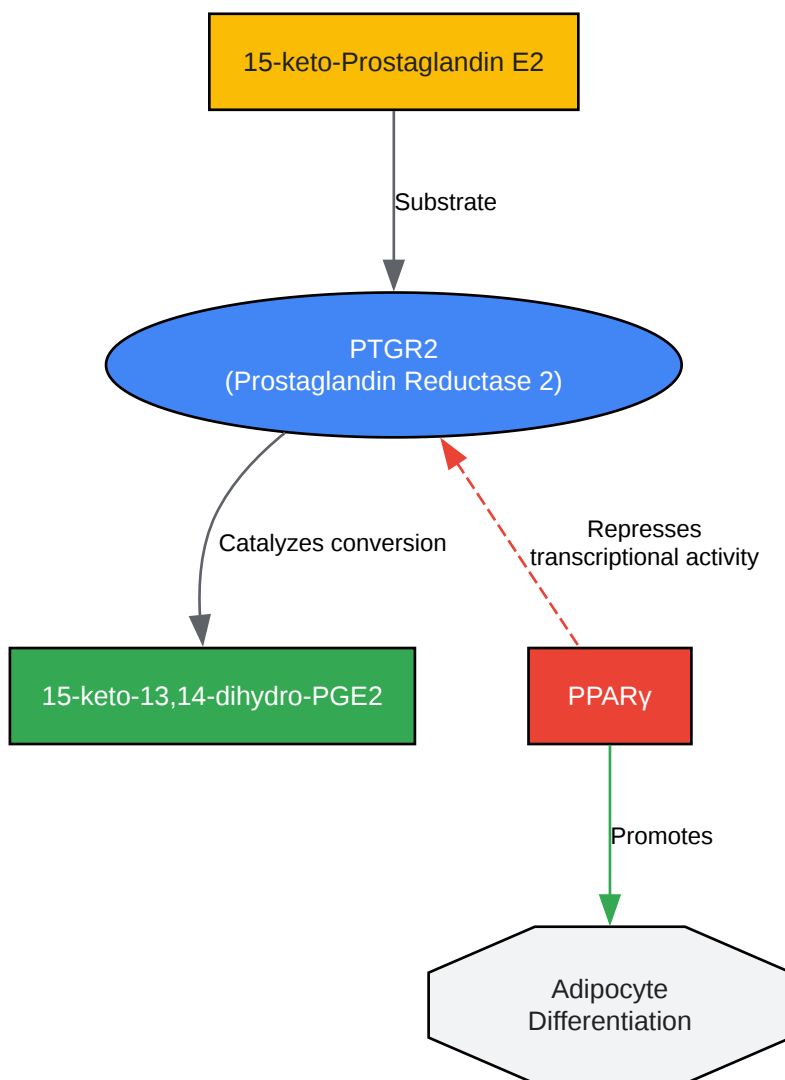 15-keto-Prostaglandin E2
Substrate
PTGR2
(Prostaglandin Reductase 2)
Catalyzes conversion
Represses
transcriptional activity
15-keto-13,14-dihydro-PGE2
PPARγ
Promotes
Adipocyte
Differentiation